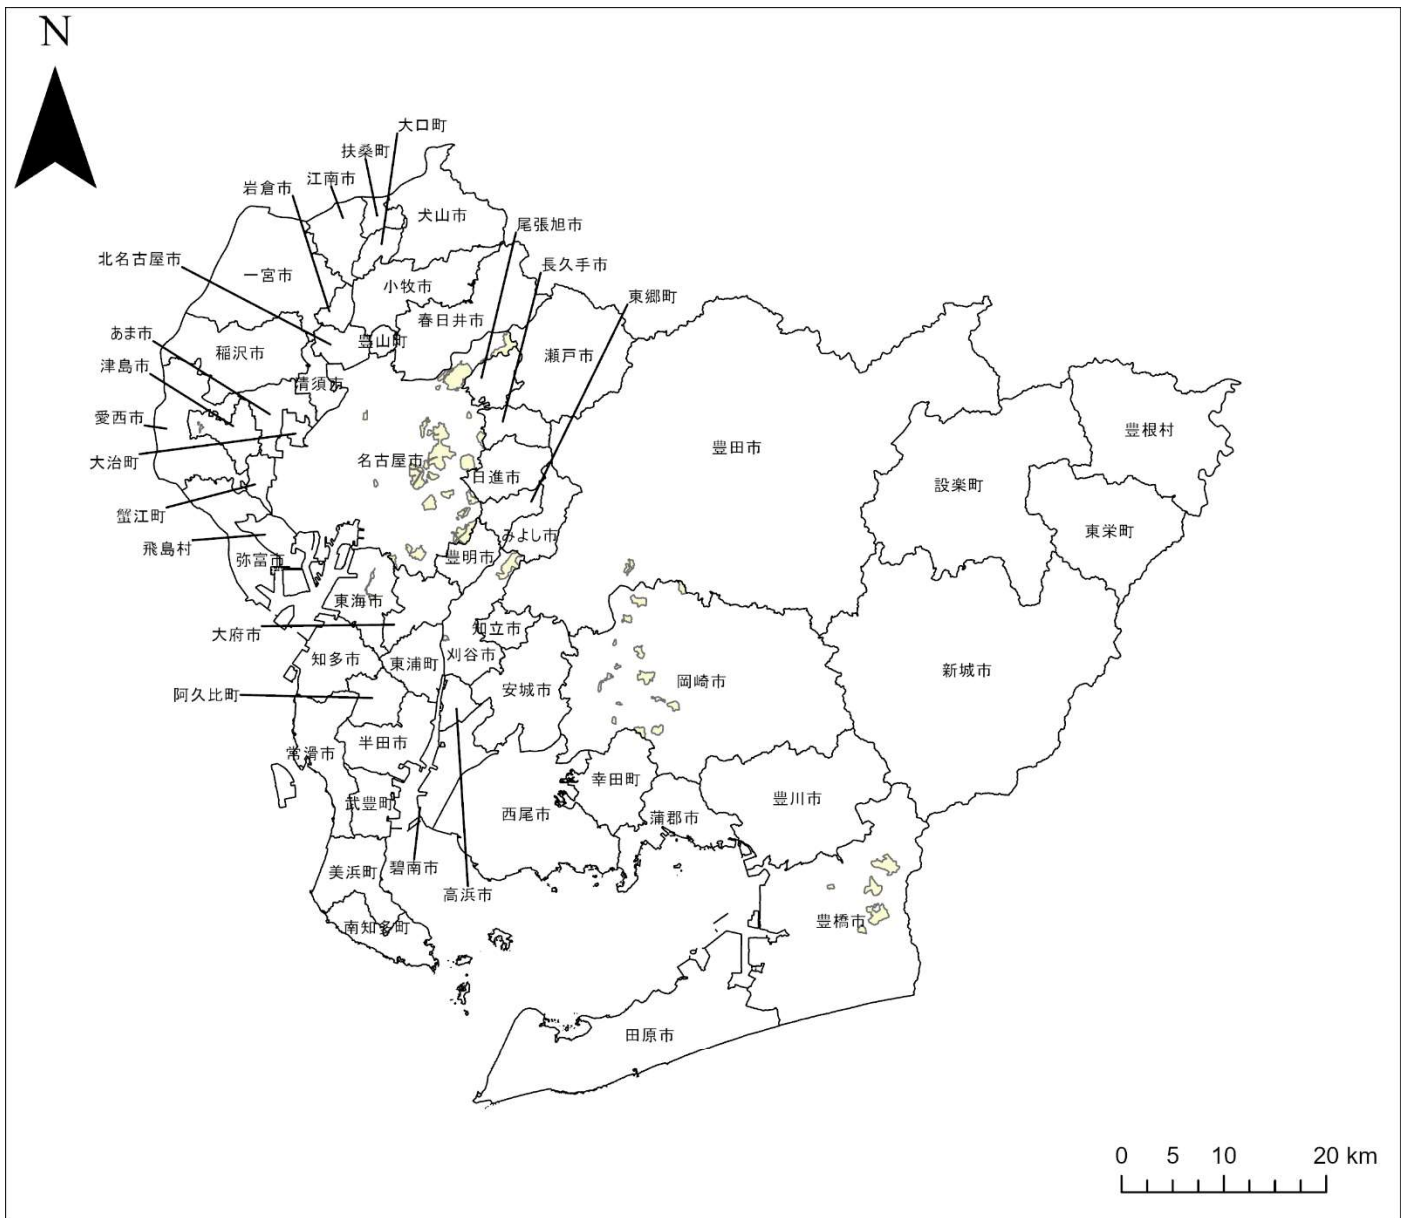 N
大口町
扶桑町
江南市
岩倉市
犬山市
尾張旭市
北名古屋市
一宮市
小牧市
長久手市
東郷町
春日井市
あま市
豊山町
稲沢市
瀬戸市
津島市
清須市
愛西市
豊根村
豊田市
大治町
名古屋市
日進市
設楽町
蟹江町
東栄町
飛島村
みよし市
弥富市
豊明市
東海市
大府市
知立市
知多市
東浦町
刈谷市
新城市
阿久比町
安城市
岡崎市
半田市
常滑市
幸田町
豊川市
武豊町
西尾市
蒲郡市
美浜町
碧南市
高浜市
豊橋市
南知多町
田原市
0 5 10 20 km